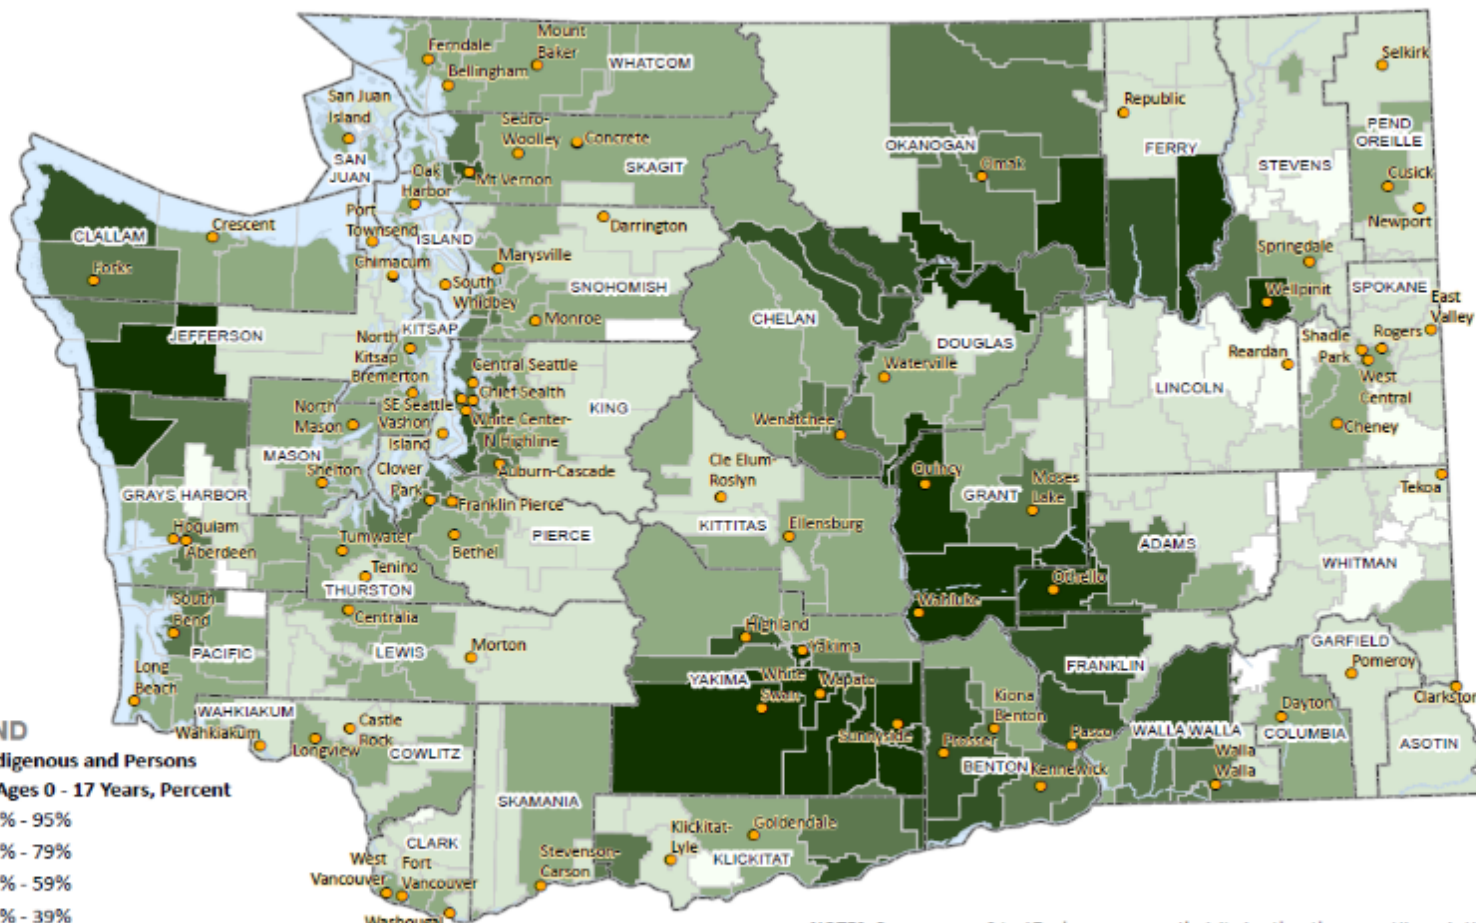 Mount
Baker
Ferndale
Bellingham
WHATCOM
San Juan
Island
SAN
JUAN
Sedro-
Woolley
Concrete
SKAGIT
Oak
Harbor
Mt Vernon
Port
Townsend
ISLAND
Darrington
Crescent
CLALLAM
Forks
Chimacum
Marysville
South
Whidbey
SNOHOMISH
Monroe
JEFFERSON
KITSAP
North
Kitsap
Bremerton
Central Seattle
Chief Sealth
SE Seattle
Vashon
Island
White Center-
N Highline
KING
North
Mason
MASON
Shelton
Clover
Park
Auburn-Cascade
Franklin Pierce
GRAYS HARBOR
Hoquiam
Aberdeen
Tumwater
Bethel
PIERCE
Tenino
THURSTON
South
Bend
PACIFIC
Centralia
LEWIS
Morton
Long
Beach
WAHKIAKUM
Wahkiakum
Castle
Rock
Longview
COWLITZ
SKAMANIA
CLARK
West
Vancouver
Fort
Vancouver
Washougal
Stevenson-
Carson
Klickitat-
Lyle
Goldendale
KLICKITAT
OKANOGAN
Omak
Republic
FERRY
STEVENS
Selkirk
PEND
OREILLE
Cusick
Newport
Springdale
Wellpinit
SPOKANE
East
Valley
Rogers
Shadle
Park
West
Central
Reardan
Cheney
LINCOLN
CHELAN
DOUGLAS
Waterville
Wenatchee
Cle Elum-
Roslyn
KITTITAS
Ellensburg
Quincy
GRANT
Moses
Lake
ADAMS
Othello
Wahluke
Tekoa
WHITMAN
Highland
Yakima
YAKIMA
White
Swan
Wapato
Sunnyside
FRANKLIN
Kiona
Benton
Prosser
BENTON
Pasco
Kennewick
WALLA WALLA
Walla
Walla
Dayton
COLUMBIA
GARFIELD
Pomeroy
Clarkston
ASOTIN
ND
digenous and Persons
Ages 0 - 17 Years, Percent
% - 95%
% - 79%
% - 59%
% - 39%